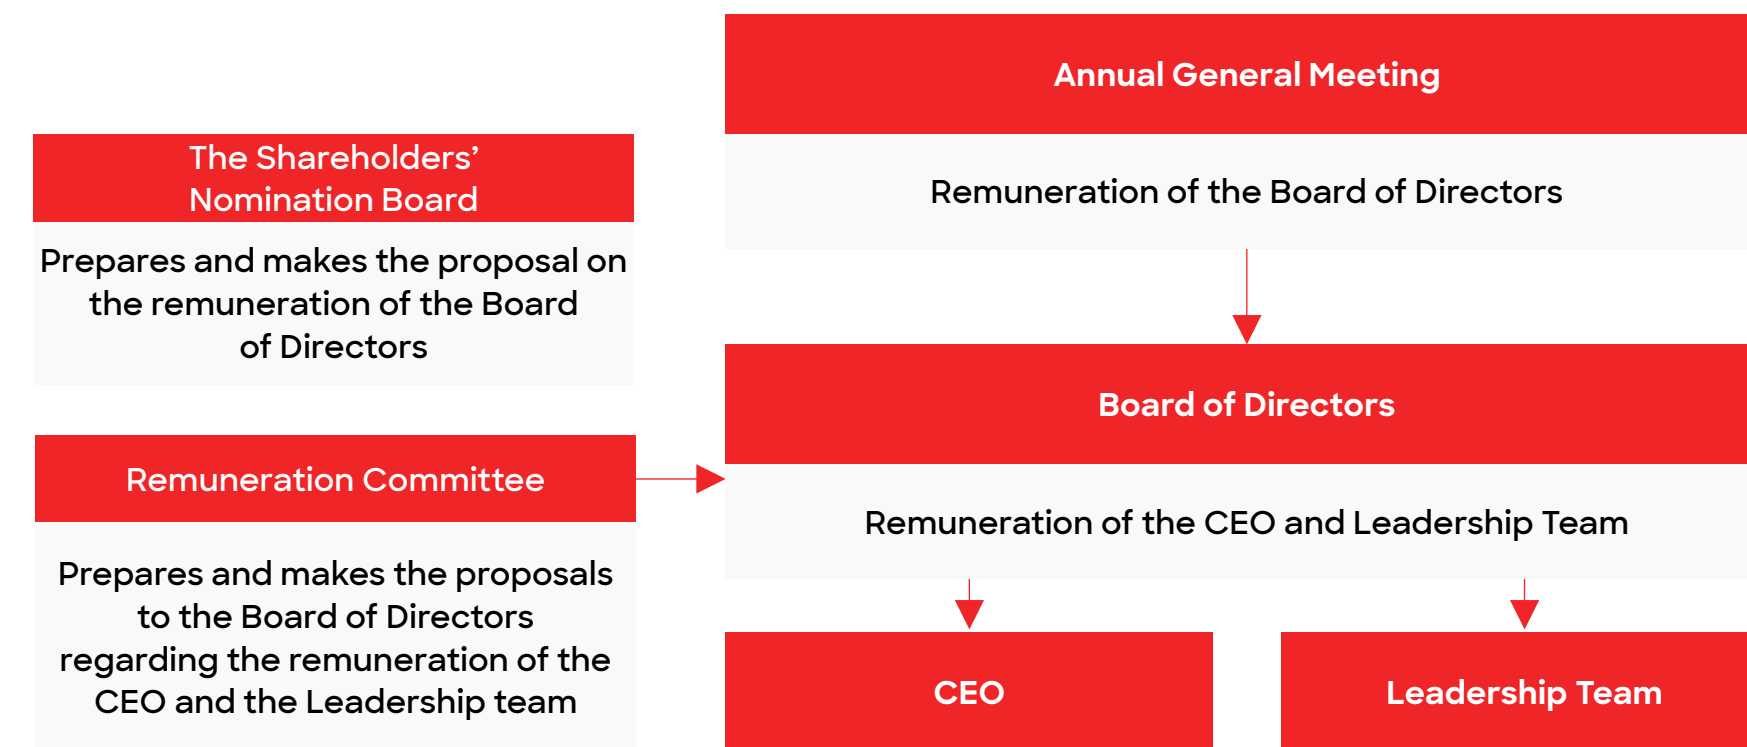 Annual General Meeting
Remuneration of the Board of Directors
The Shareholders’
Nomination Board
Prepares and makes the proposal on
the remuneration of the Board
of Directors
Board of Directors
Remuneration of the CEO and Leadership Team
Remuneration Committee
Prepares and makes the proposals
to the Board of Directors
regarding the remuneration of the
CEO and the Leadership team
CEO
Leadership Team